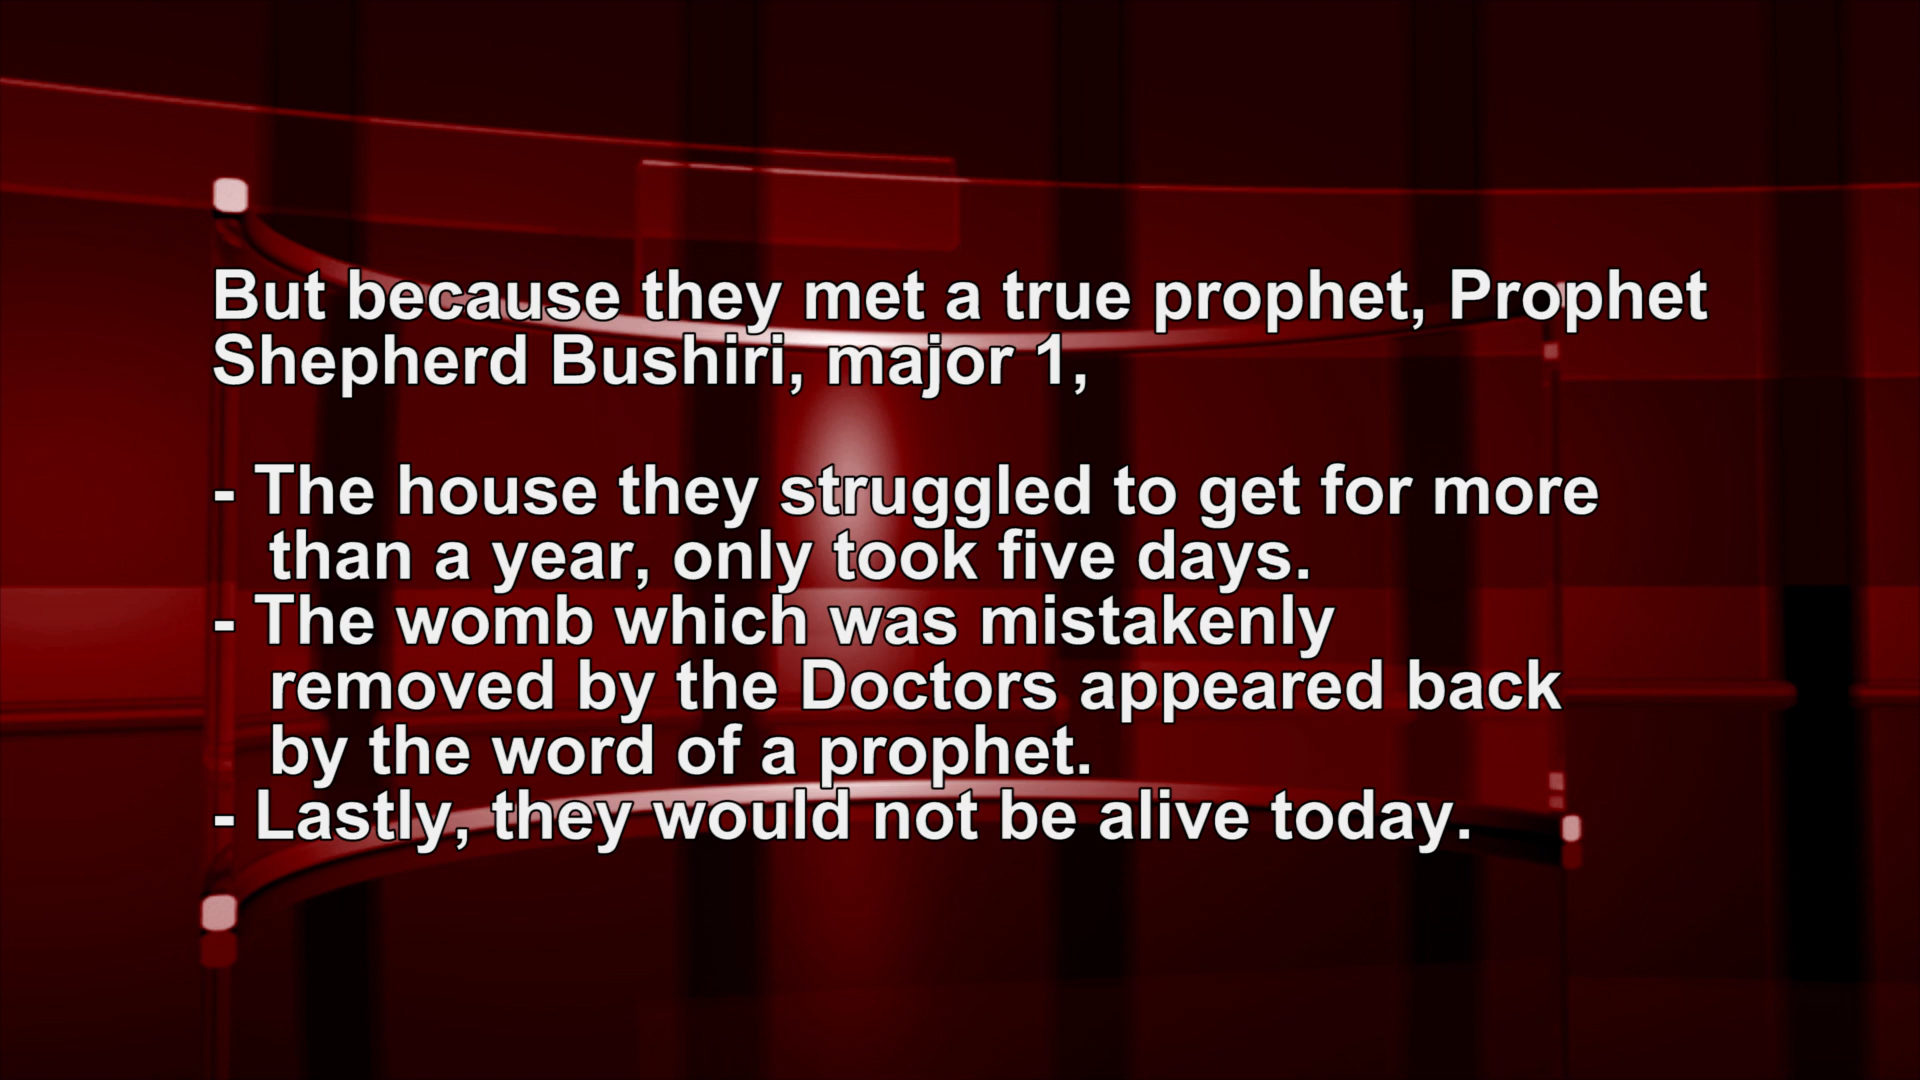 But because they met a true prophet, Prophet
Shepherd Bushiri, major 1,
- The house they struggled to get for more
than a year, only took five days.
- The womb which was mistakenly
removed by the Doctors appeared back
by the word of a prophet.
- Lastly, they would not be alive today.